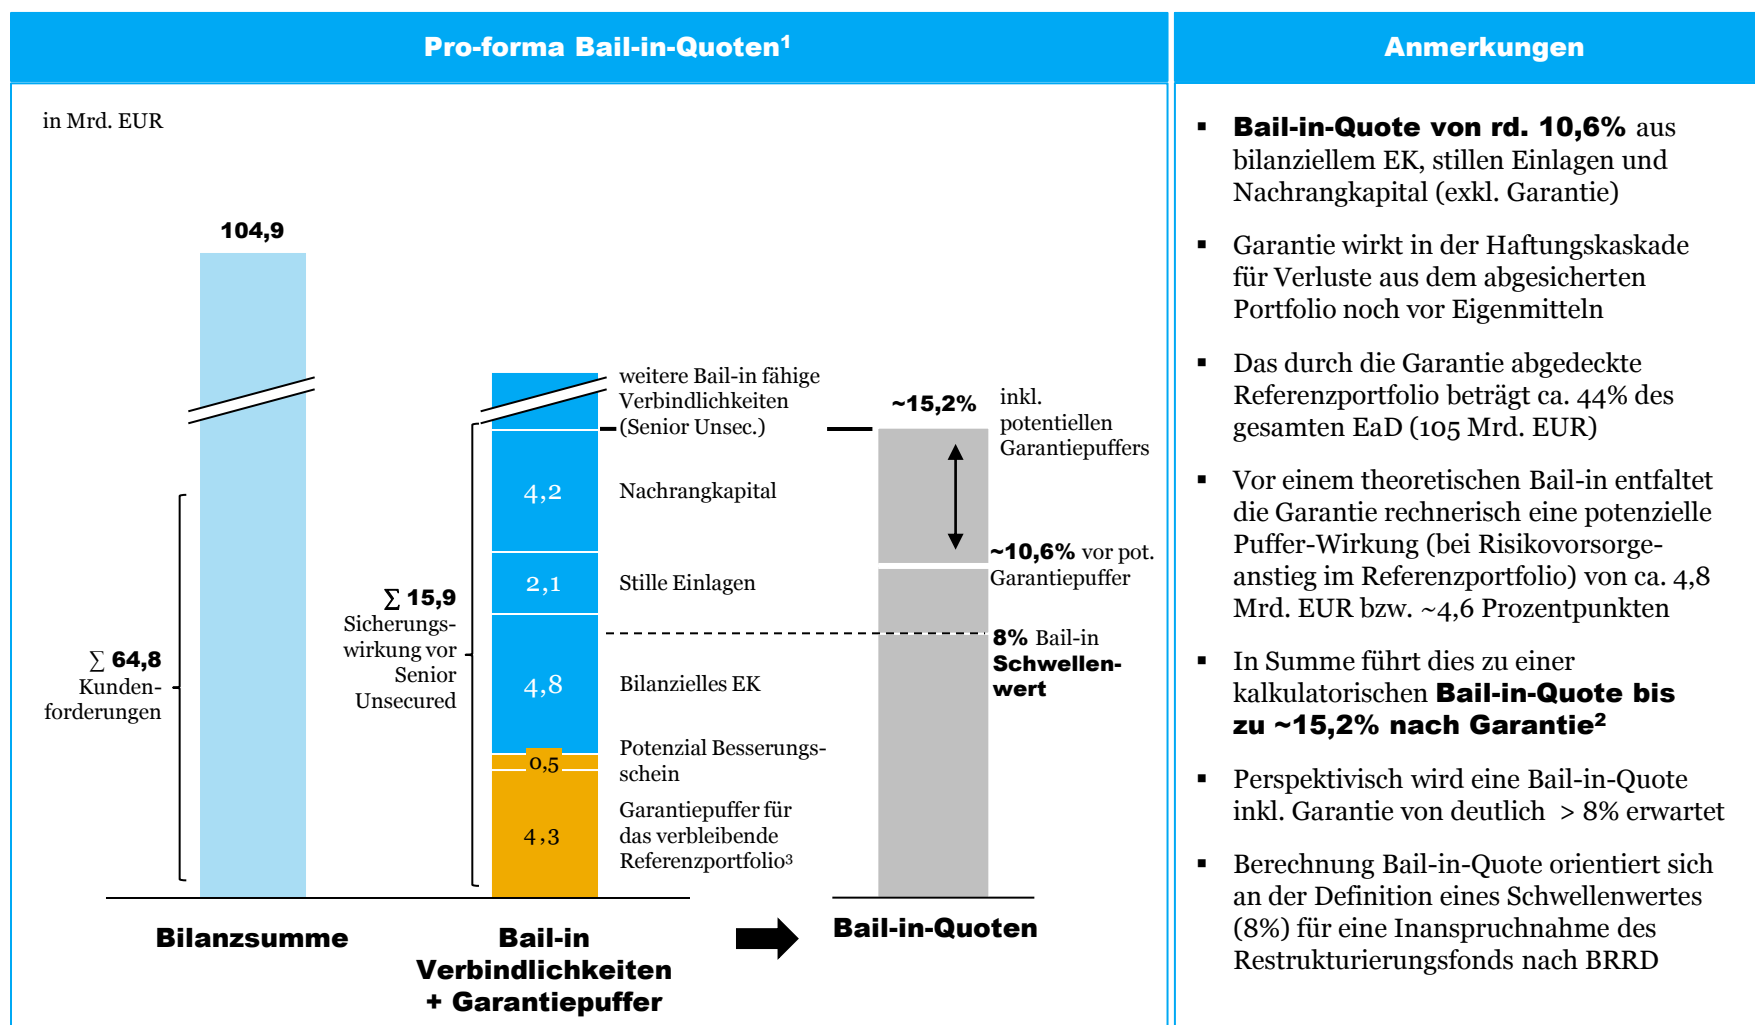 Pro-forma Bail-in-Quoten¹
in Mrd. EUR
104,9
∑ 64,8
Kunden-
forderungen
∑ 15,9
Sicherungs-
wirkung vor
Senior
Unsecured
weitere Bail-in fähige
Verbindlichkeiten
(Senior Unsec.)
4,2
Nachrangkapital
2,1
Stille Einlagen
4,8
Bilanzielles EK
0,5
Potenzial Besserungs-
schein
4,3
Garantiepuffer für
das verbleibende
Referenzportfolio³
~15,2%
inkl.
potentiellen
Garantiepuffers
~10,6% vor pot.
Garantiepuffer
8% Bail-in
Schwellen-
wert
Bilanzsumme
Bail-in
Verbindlichkeiten
+ Garantiepuffer
Bail-in-Quoten
Anmerkungen
▪ Bail-in-Quote von rd. 10,6% aus
bilanziellem EK, stillen Einlagen und
Nachrangkapital (exkl. Garantie)
▪ Garantie wirkt in der Haftungskaskade
für Verluste aus dem abgesicherten
Portfolio noch vor Eigenmitteln
▪ Das durch die Garantie abgedeckte
Referenzportfolio beträgt ca. 44% des
gesamten EaD (105 Mrd. EUR)
▪ Vor einem theoretischen Bail-in entfaltet
die Garantie rechnerisch eine potenzielle
Puffer-Wirkung (bei Risikovorsorge-
anstieg im Referenzportfolio) von ca. 4,8
Mrd. EUR bzw. ~4,6 Prozentpunkten
▪ In Summe führt dies zu einer
kalkulatorischen Bail-in-Quote bis
zu ~15,2% nach Garantie²
▪ Perspektivisch wird eine Bail-in-Quote
inkl. Garantie von deutlich > 8% erwartet
▪ Berechnung Bail-in-Quote orientiert sich
an der Definition eines Schwellenwertes
(8%) für eine Inanspruchnahme des
Restrukturierungsfonds nach BRRD